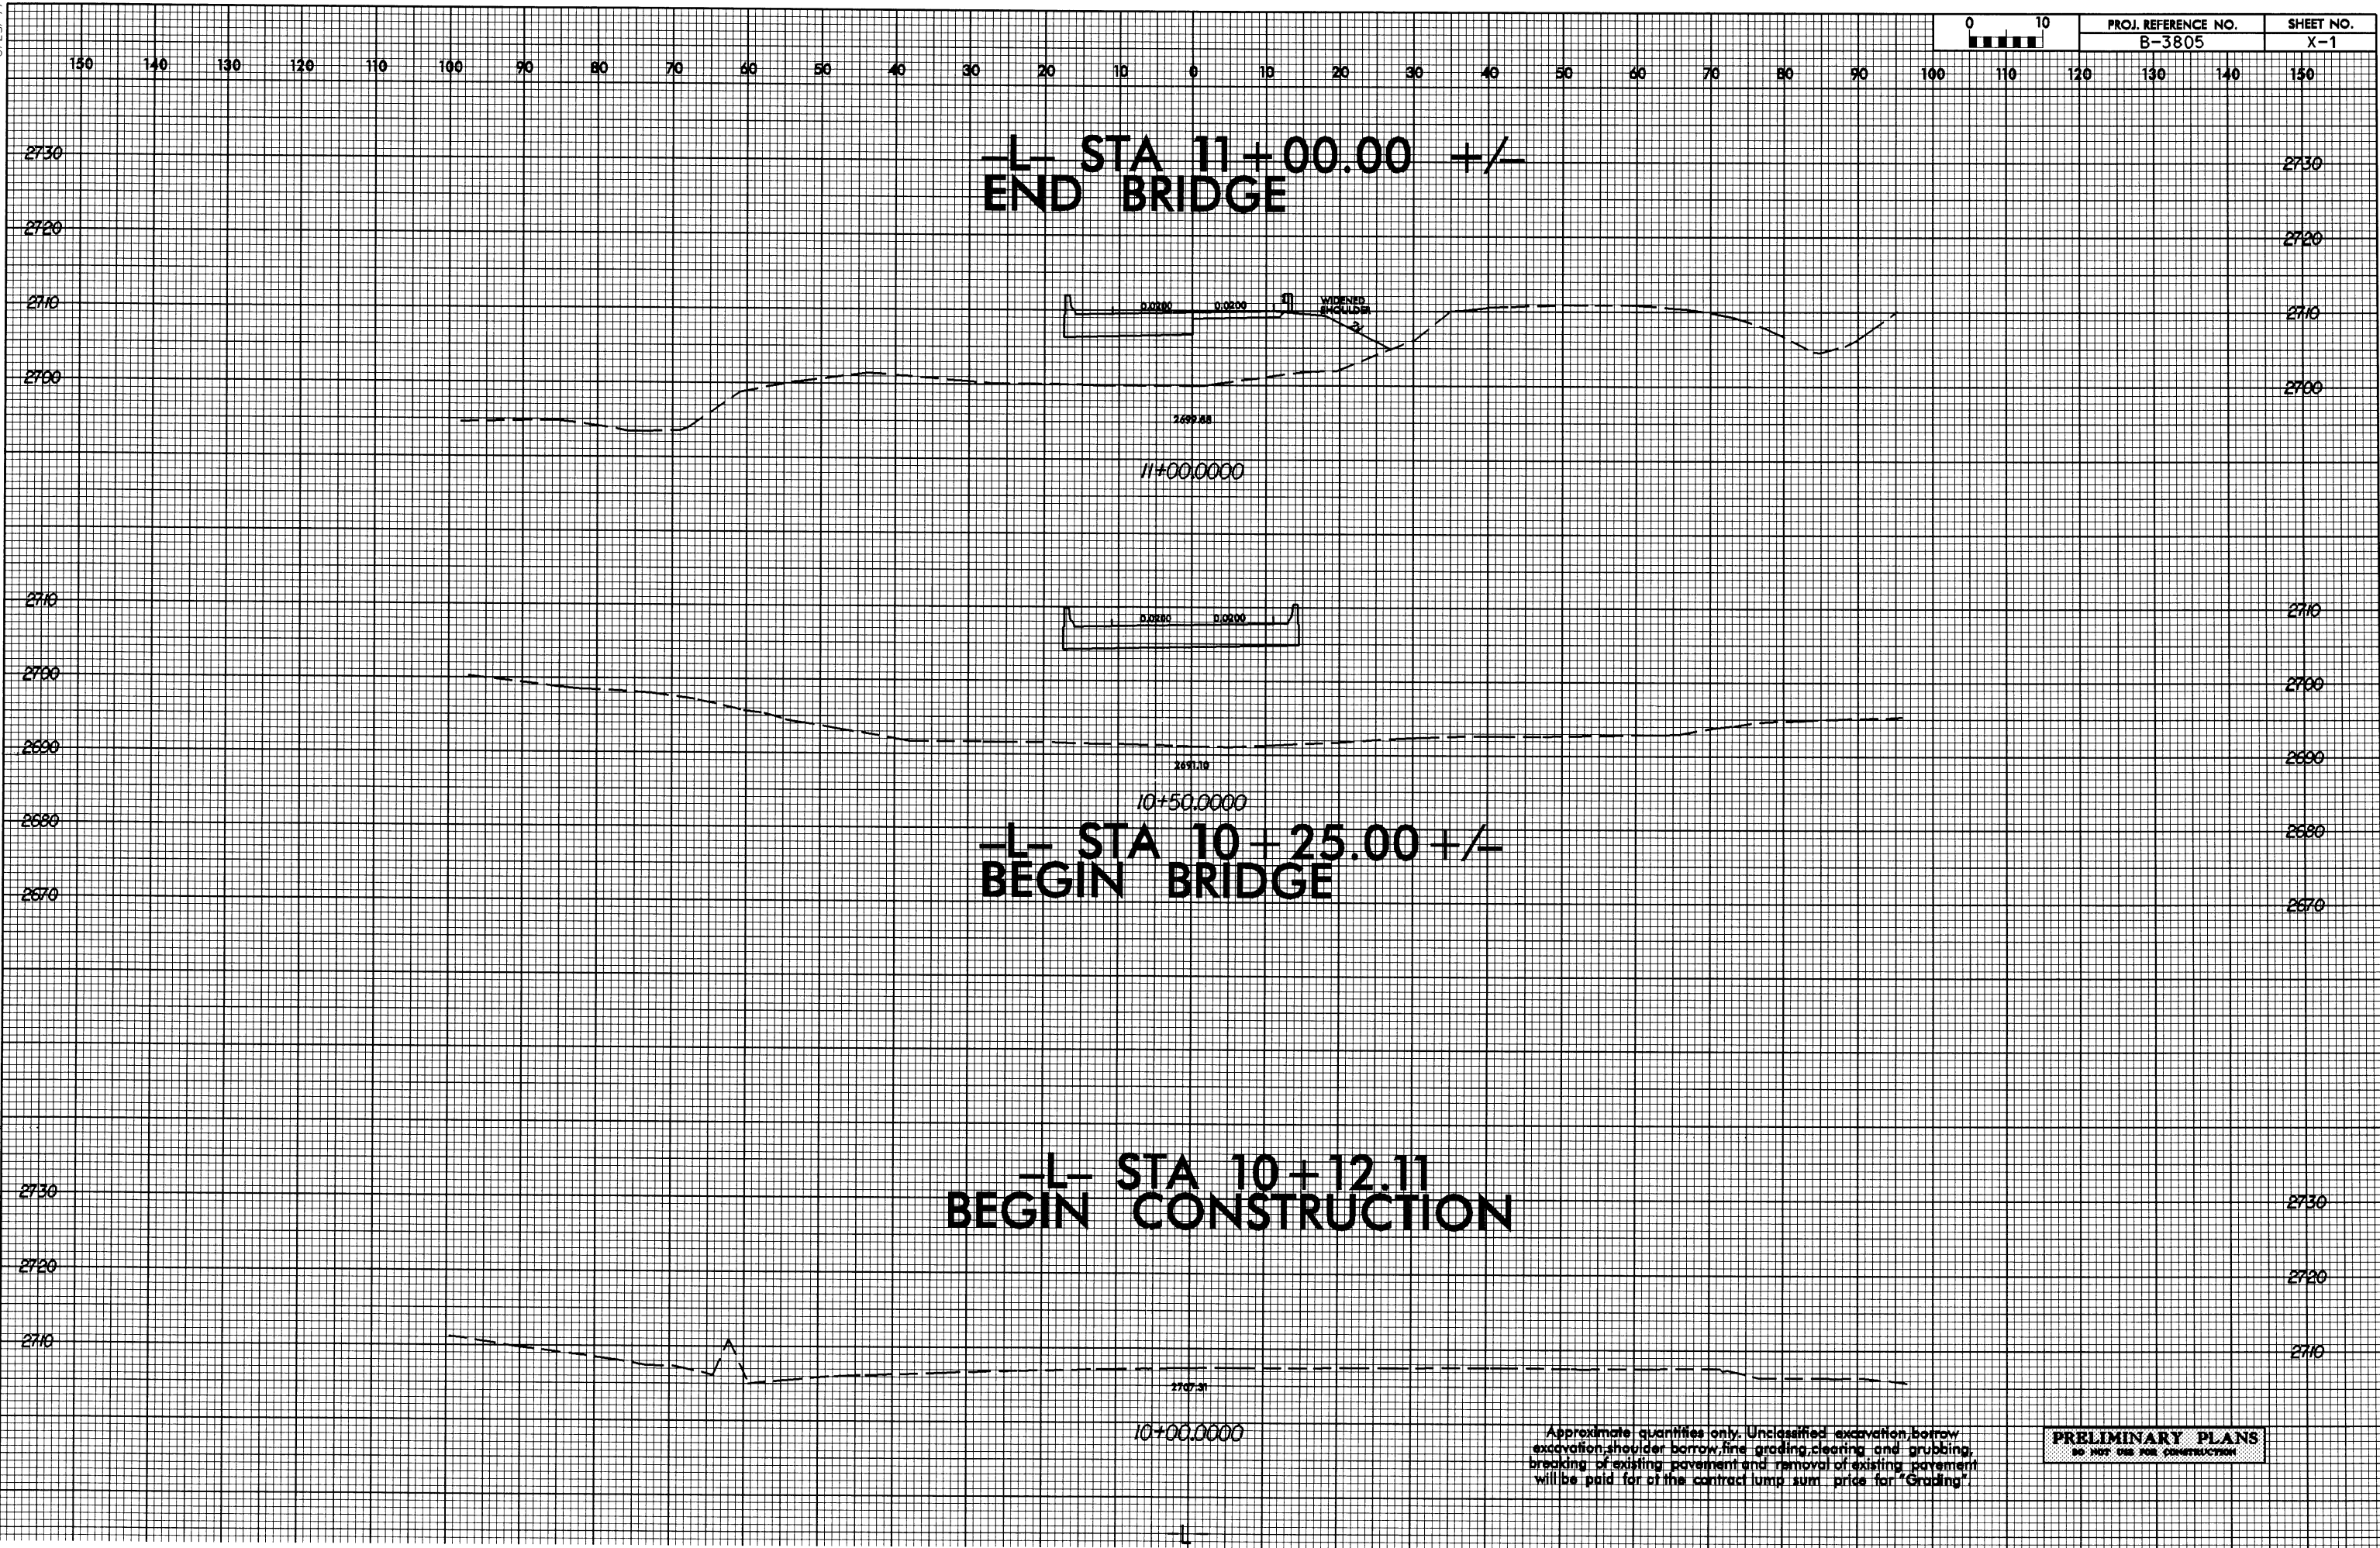 0 10
PROJ. REFERENCE NO. SHEET NO.
B-3805 X-1
150 140 130 120 110 100 90 80 70 60 50 40 30 20 10 0 10 20 30 40 50 60 70 80 90 100 110 120 130 140 150
-L- STA 11+00.00 +/-
END BRIDGE
2730 2730
2720 2720
2710 0.0200 0.0200 WIDENED 2710
SHOULDER
2:1
2700 2700
2699.68
11+00.0000
2710 2710
0.0200 0.0200
2700 2700
2690 2690
2691.10
10+50.0000
2680 2680
-L- STA 10+25.00 +/-
BEGIN BRIDGE
2670 2670
-L- STA 10+12.11
BEGIN CONSTRUCTION
2730 2730
2720 2720
2710 2710
2707.31
10+00.0000
Approximate quantities only. Unclassified excavation, borrow
excavation, shoulder borrow, fine grading, clearing and grubbing,
breaking of existing pavement and removal of existing pavement
will be paid for at the contract lump sum price for "Grading".
PRELIMINARY PLANS
DO NOT USE FOR CONSTRUCTION
-L-